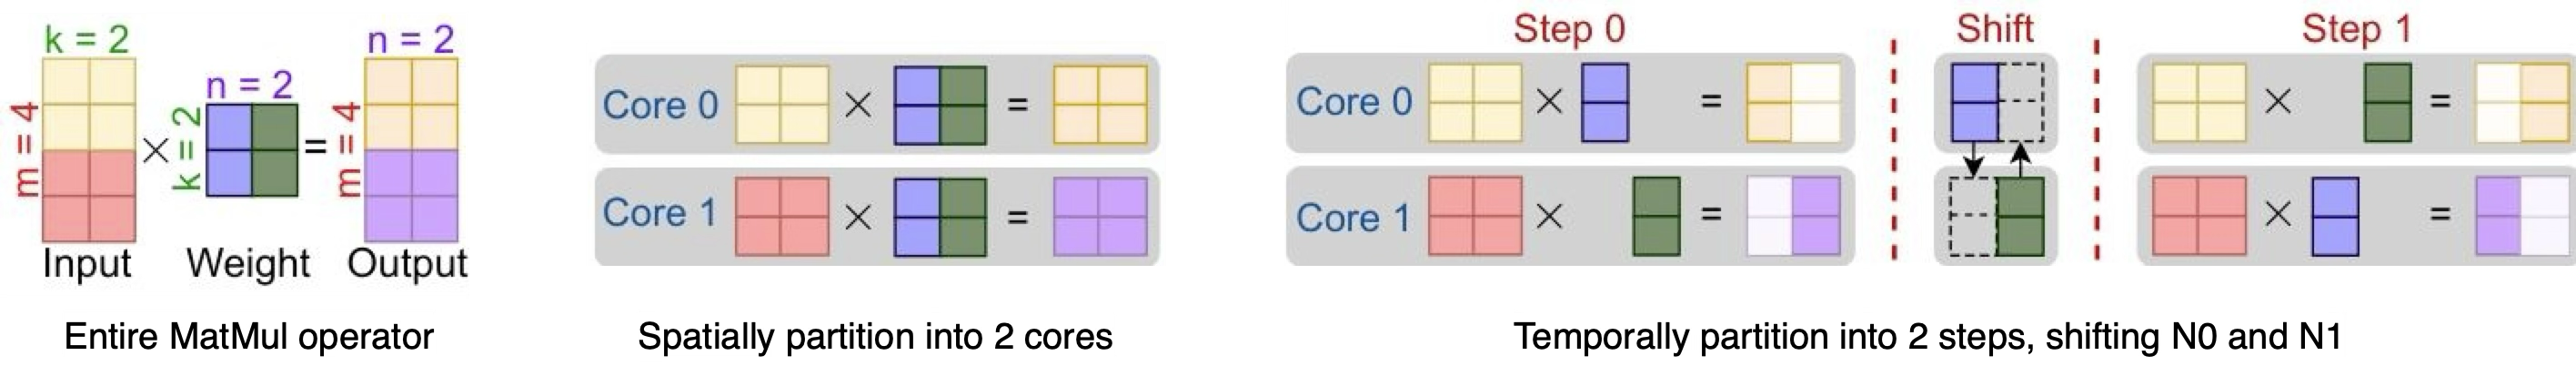 k = 2
n = 2
n = 2
m = 4
×
k = 2
=
m = 4
Input
Weight
Output
Entire MatMul operator
Core 0
×
=
Core 1
×
=
Spatially partition into 2 cores
Step 0
Shift
Step 1
Core 0
×
=
×
=
Core 1
×
=
×
=
Temporally partition into 2 steps, shifting N0 and N1